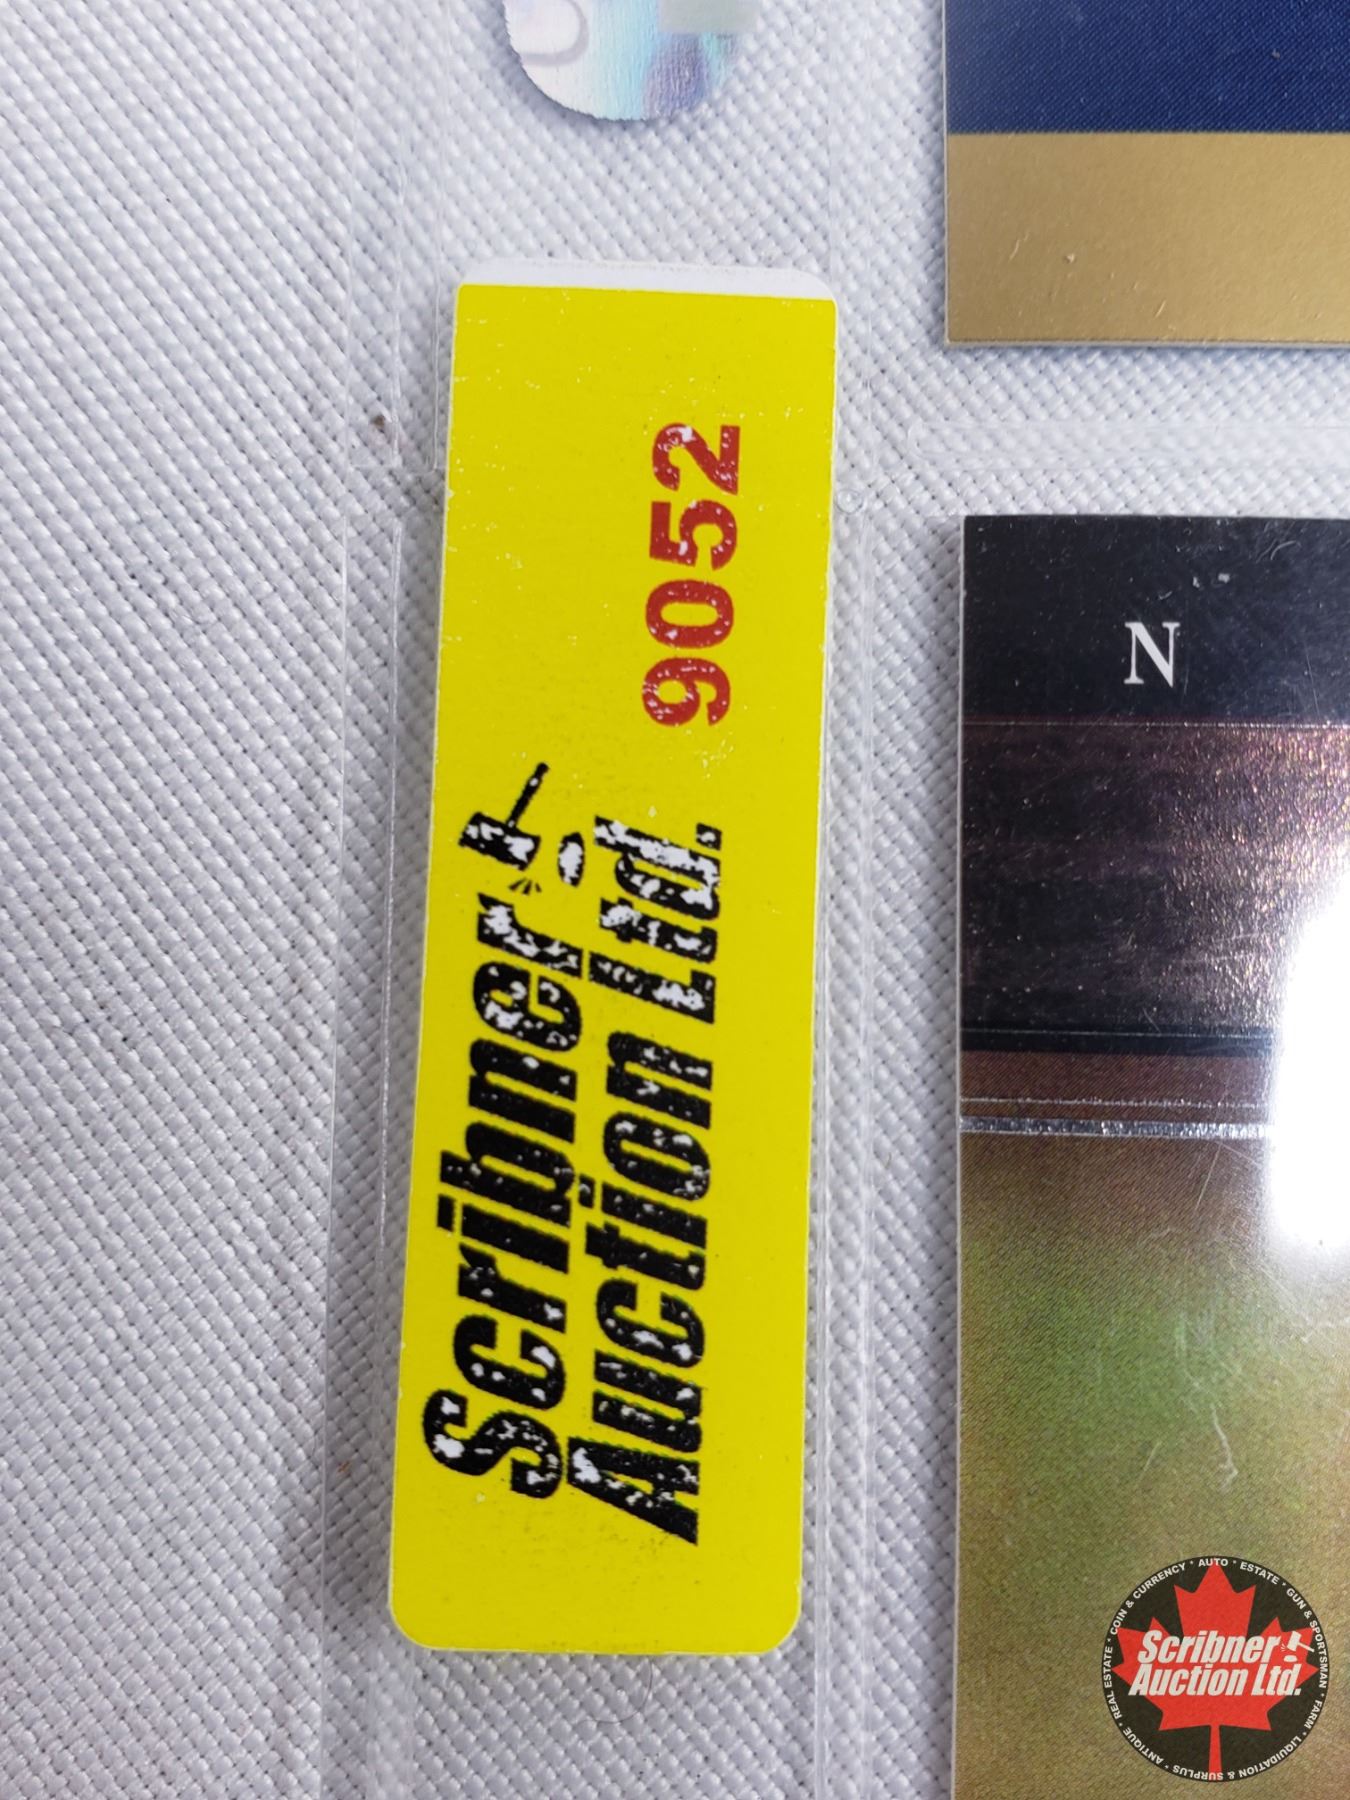 Scribner
Auction Ltd. 9052
N
COIN & CURRENCY * AUTO * ESTATE * GUN & SPORTSMAN * FARM * LIQUIDATION & SURPLUS * ANTIQUE * REAL ESTATE *
Scribner
Auction Ltd.